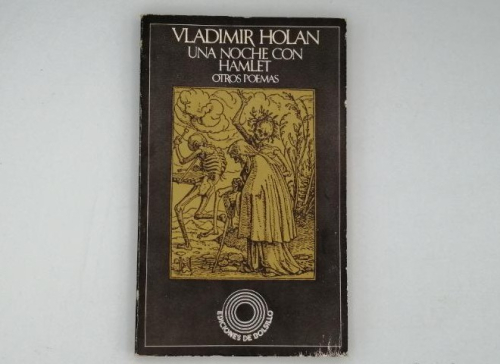 VLADIMIR HOLAN
UNA NOCHE CON
HAMLET
OTROS POEMAS
EDICIONES DE BOLSILLO